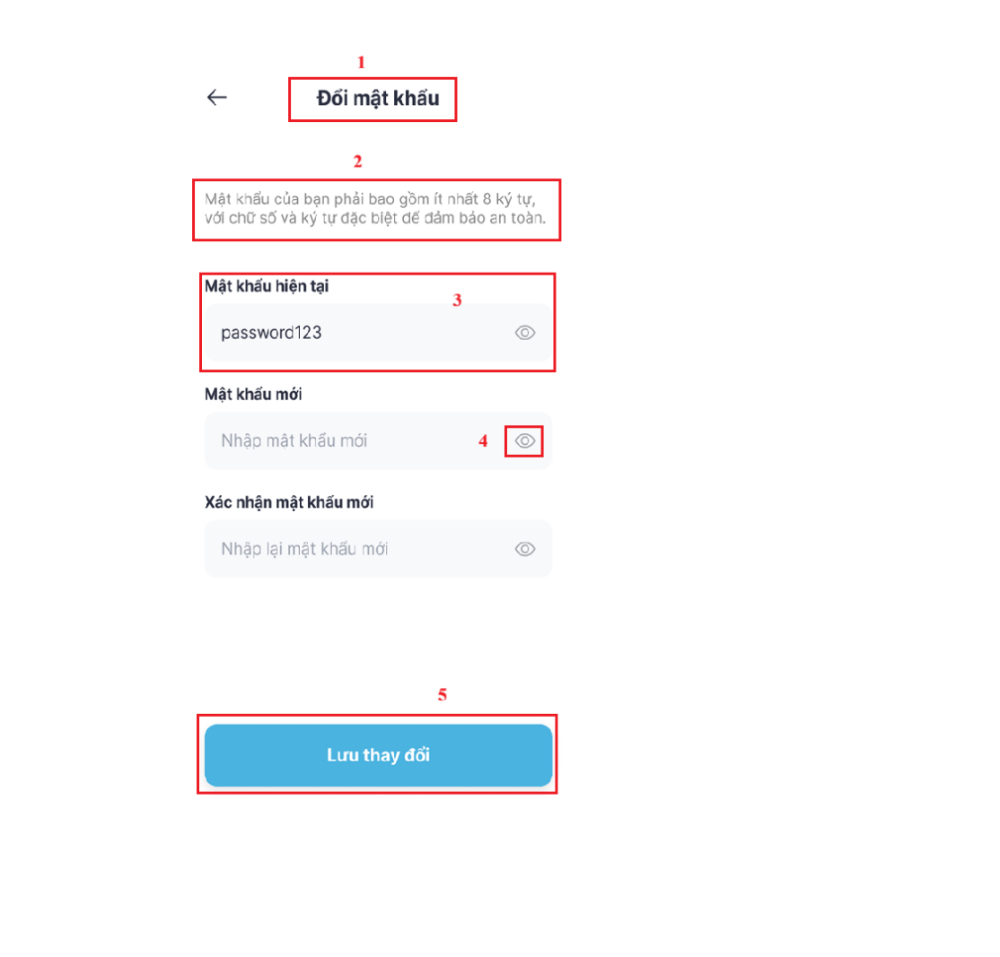 1
Đổi mật khẩu
2
Mật khẩu của bạn phải bao gồm ít nhất 8 ký tự,
với chữ số và ký tự đặc biệt để đảm bảo an toàn.
Mật khẩu hiện tại
3
password123
Mật khẩu mới
Nhập mât khẩu mới
4
Xác nhận mật khẩu mới
Nhập lại mật khẩu mới
5
Lưu thay đổi